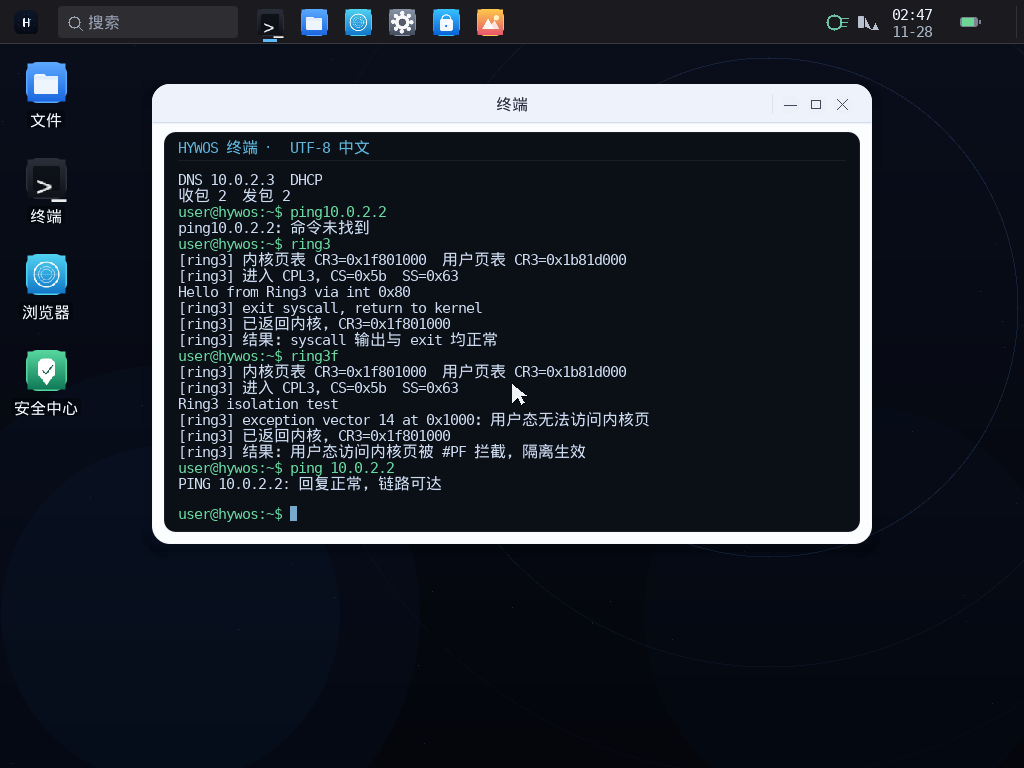 H
搜索
02:47
11-28
文件
终端
浏览器
安全中心
终端
HYWOS 终端 · UTF-8 中文
DNS 10.0.2.3 DHCP
收包 2 发包 2
user@hywos:~$ ping10.0.2.2
ping10.0.2.2: 命令未找到
user@hywos:~$ ring3
[ring3] 内核页表 CR3=0x1f801000 用户页表 CR3=0x1b81d000
[ring3] 进入 CPL3, CS=0x5b SS=0x63
Hello from Ring3 via int 0x80
[ring3] exit syscall, return to kernel
[ring3] 已返回内核, CR3=0x1f801000
[ring3] 结果: syscall 输出与 exit 均正常
user@hywos:~$ ring3f
[ring3] 内核页表 CR3=0x1f801000 用户页表 CR3=0x1b81d000
[ring3] 进入 CPL3, CS=0x5b SS=0x63
Ring3 isolation test
[ring3] exception vector 14 at 0x1000: 用户态无法访问内核页
[ring3] 已返回内核, CR3=0x1f801000
[ring3] 结果: 用户态访问内核页被 #PF 拦截, 隔离生效
user@hywos:~$ ping 10.0.2.2
PING 10.0.2.2: 回复正常, 链路可达
user@hywos:~$